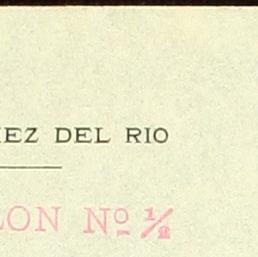 EZ DEL RIO
LON Nº ½